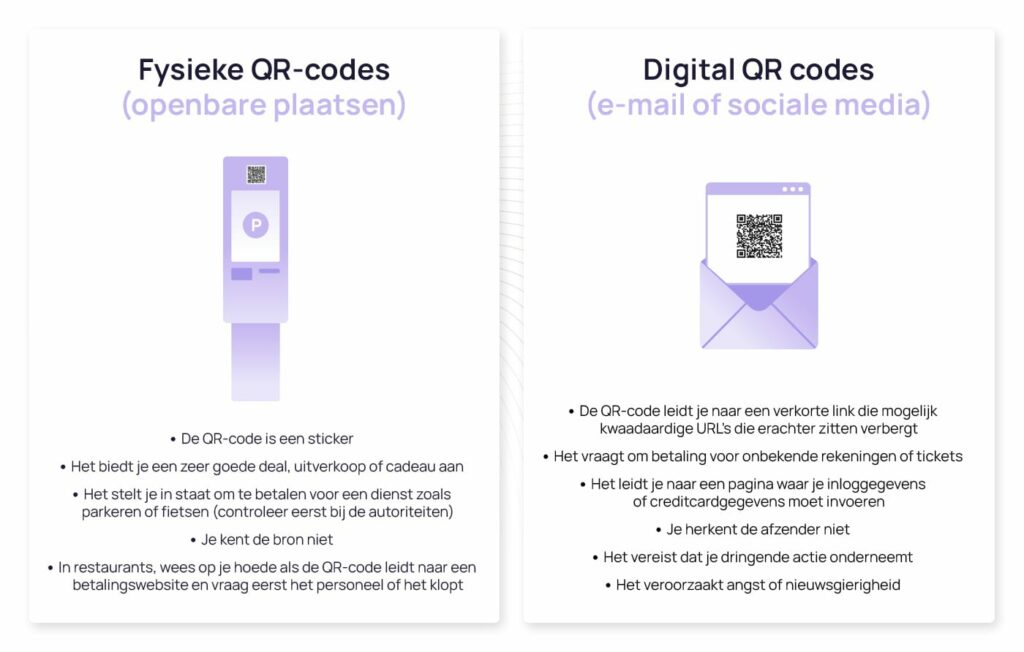 Fysieke QR-codes
(openbare plaatsen)
P
• De QR-code is een sticker
• Het biedt je een zeer goede deal, uitverkoop of cadeau aan
• Het stelt je in staat om te betalen voor een dienst zoals
parkeren of fietsen (controleer eerst bij de autoriteiten)
• Je kent de bron niet
• In restaurants, wees op je hoede als de QR-code leidt naar een
betalingswebsite en vraag eerst het personeel of het klopt
Digital QR codes
(e-mail of sociale media)
• De QR-code leidt je naar een verkorte link die mogelijk
kwaadaardige URL's die erachter zitten verbergt
• Het vraagt om betaling voor onbekende rekeningen of tickets
• Het leidt je naar een pagina waar je inloggegevens
of creditcardgegevens moet invoeren
• Je herkent de afzender niet
• Het vereist dat je dringende actie onderneemt
• Het veroorzaakt angst of nieuwsgierigheid